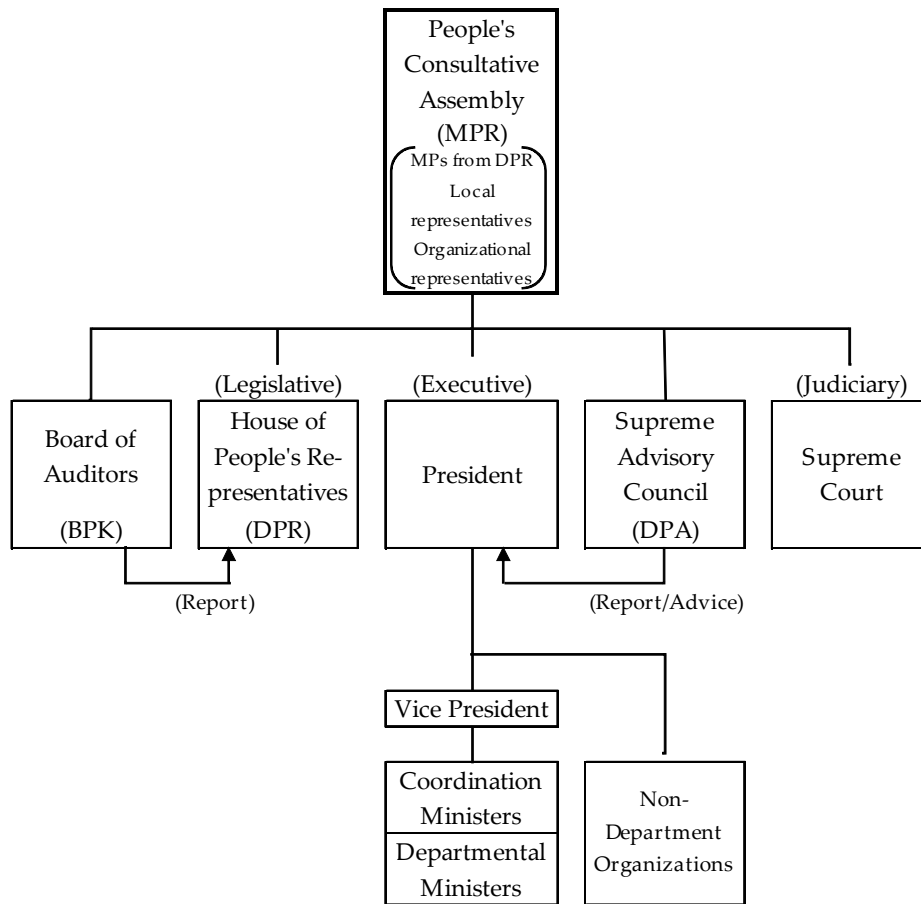 People's
Consultative
Assembly
(MPR)
MPs from DPR
Local
representatives
Organizational
representatives
(Legislative)
(Executive)
(Judiciary)
Board of
Auditors
(BPK)
House of
People's Re-
presentatives
(DPR)
President
Supreme
Advisory
Council
(DPA)
Supreme
Court
(Report)
(Report/Advice)
Vice President
Coordination
Ministers
Departmental
Ministers
Non-
Department
Organizations